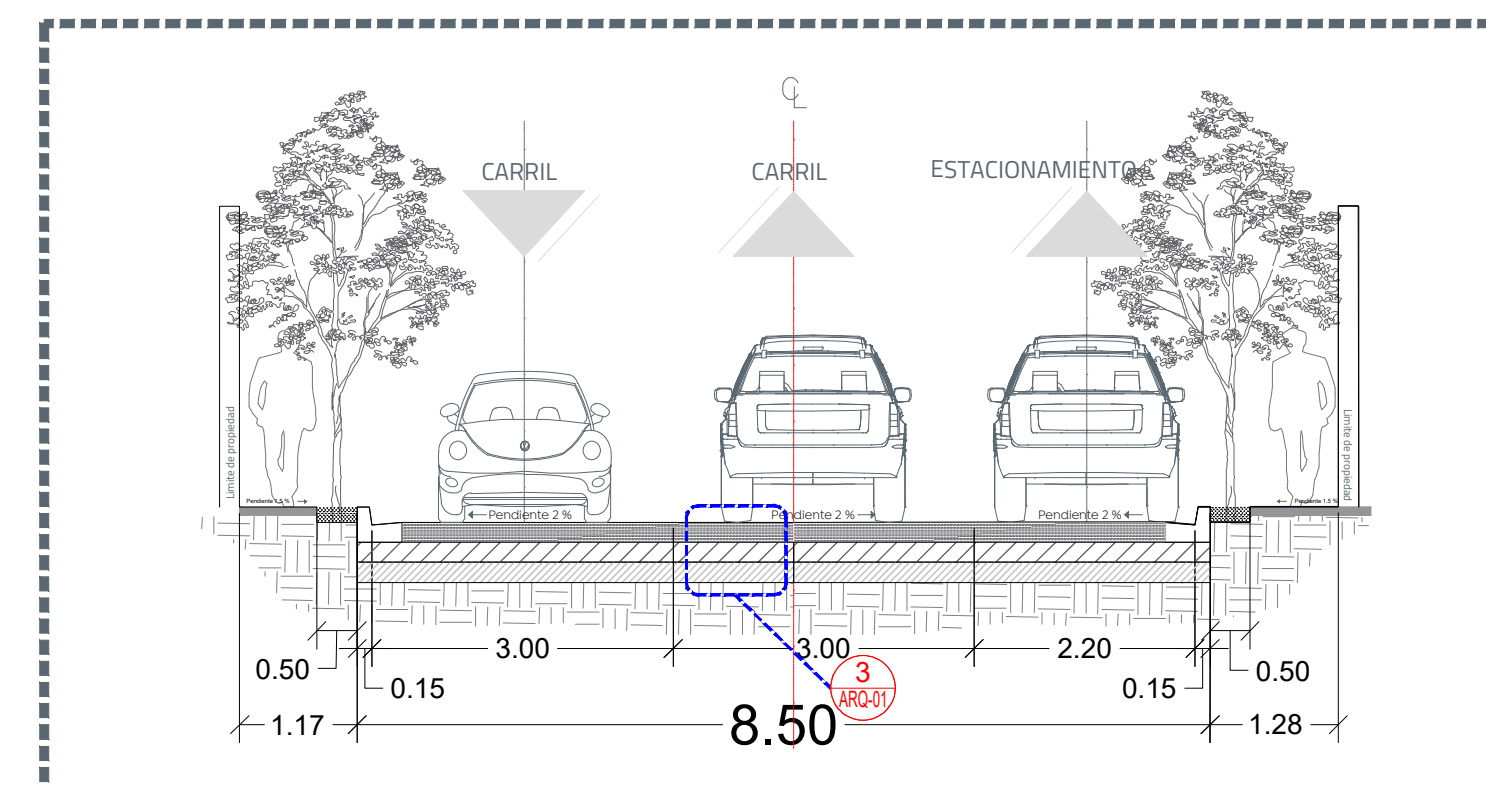 CL
CARRIL
CARRIL
ESTACIONAMIENTO
Limite de propiedad
Limite de propiedad
Pendiente 1.5 %
Pendiente 1.5 %
Pendiente 2 %
Pendiente 2 %
Pendiente 2 %
3.00
3.00
2.20
0.50
0.15
0.15
0.50
3
ARQ-01
1.17
8.50
1.28